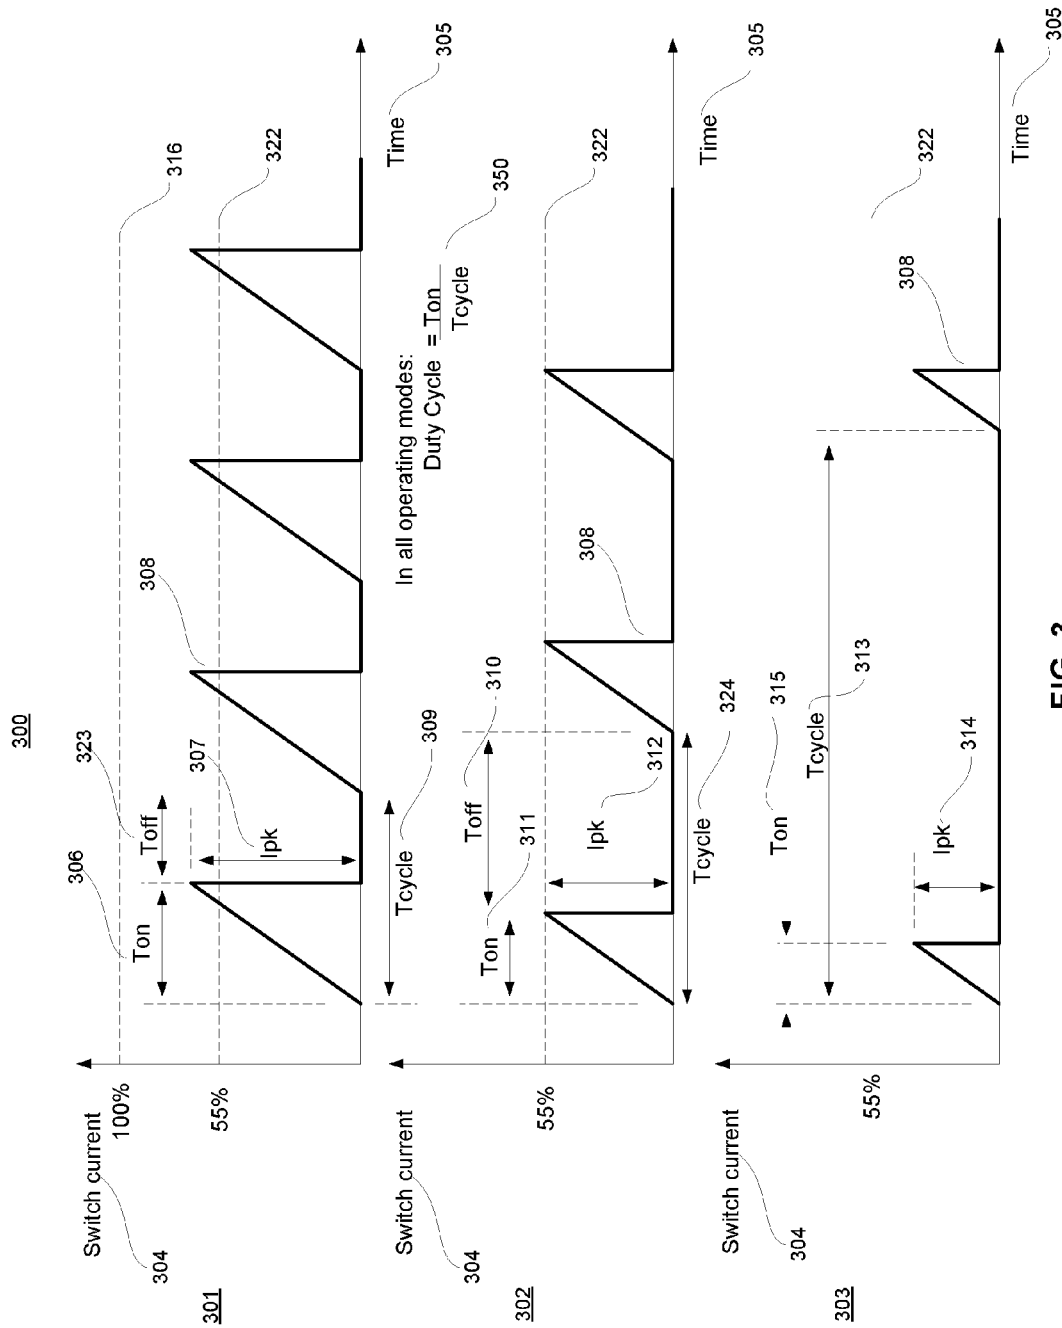 300
301
Switch current
304
100%
55%
306
Ton
323
Toff
307
Ipk
308
316
322
Tcycle
309
Time
305
In all operating modes:
Duty Cycle = Ton
Tcycle
350
302
Switch current
304
55%
Ton
311
Toff
310
Ipk
312
308
322
Tcycle
324
Time
305
303
Switch current
304
55%
Ton
315
Tcycle
313
Ipk
314
308
322
Time
305